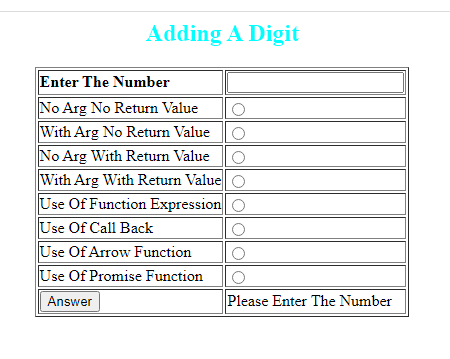 Adding A Digit
Enter The Number
No Arg No Return Value
With Arg No Return Value
No Arg With Return Value
With Arg With Return Value
Use Of Function Expression
Use Of Call Back
Use Of Arrow Function
Use Of Promise Function
Answer Please Enter The Number